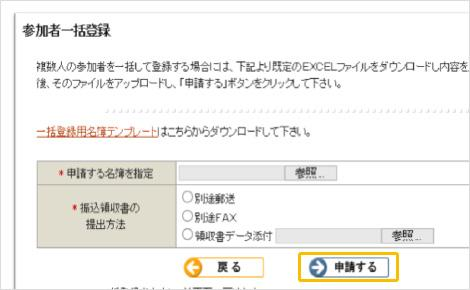 参加者一括登録
複数人の参加者を一括して登録する場合には、下記より既定のEXCELファイルをダウンロードし内容を
後、そのファイルをアップロードし、「申請する」ボタンをクリックして下さい。
一括登録用名簿テンプレートはこちらからダウンロードして下さい。
*申請する名簿を指定 参照...
*振込領収書の
提出方法
別途郵送
別途FAX
領収書データ添付 参照...
戻る 申請する